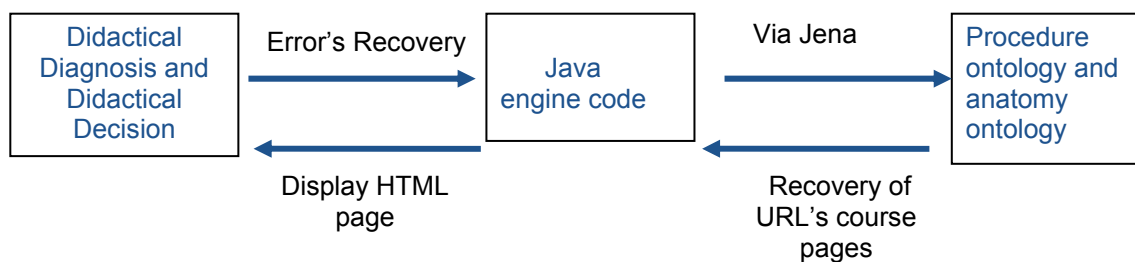 Didactical
Diagnosis and
Didactical
Decision
Error's Recovery
Java
engine code
Via Jena
Procedure
ontology and
anatomy
ontology
Display HTML
page
Recovery of
URL's course
pages